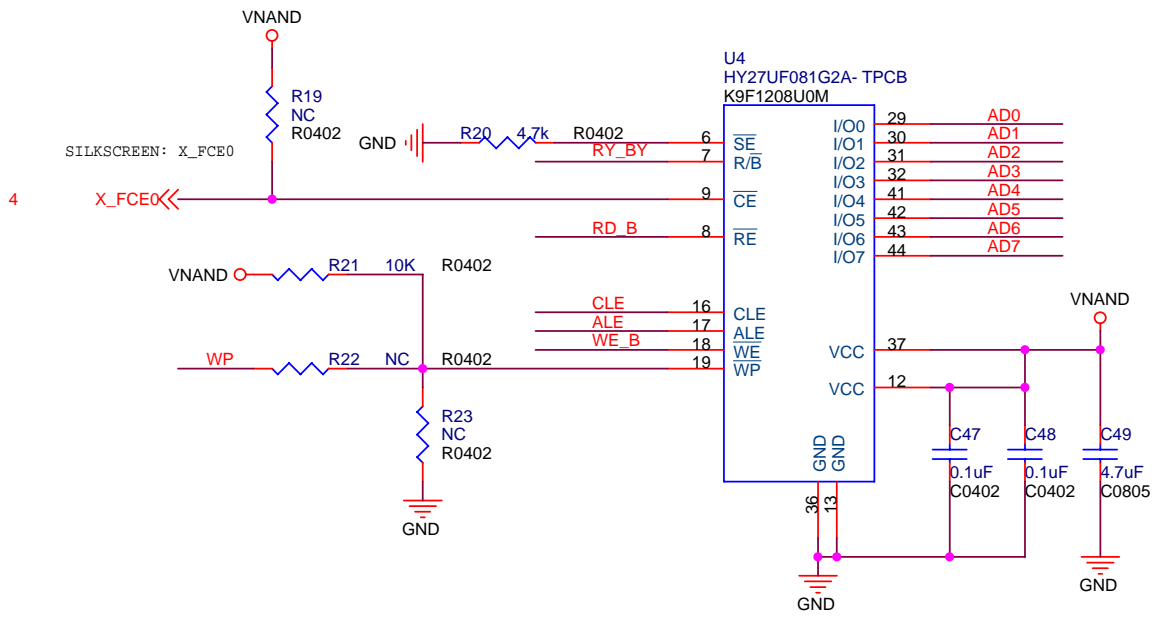 VNAND
U4
HY27UF081G2A- TPCB
K9F1208U0M
R19
NC
R0402
GND
R20 4.7k R0402
6 SE
I/O0 29 AD0
RY_BY
7 R/B
I/O1 30 AD1
SILKSCREEN: X_FCE0
I/O2 31 AD2
I/O3 32 AD3
4 X_FCE0
9 CE
I/O4 41 AD4
I/O5 42 AD5
RD_B
8 RE
I/O6 43 AD6
I/O7 44 AD7
VNAND
R21 10K R0402
VNAND
CLE 16 CLE
ALE 17 ALE
WE_B 18 WE
VCC 37
WP
R22 NC R0402
19 WP
VCC 12
R23
NC
R0402
C47
0.1uF
C0402
C48
0.1uF
C0402
C49
4.7uF
C0805
GND
GND
36
13
GND
GND
GND